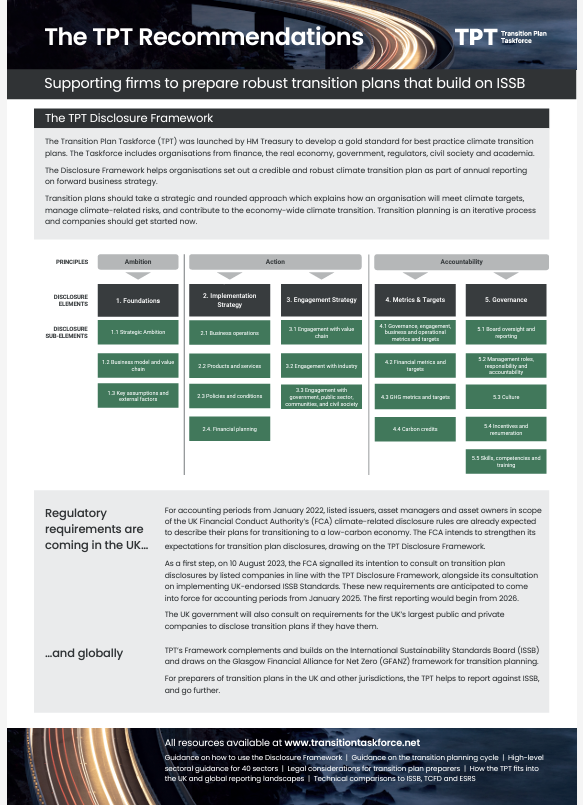 The TPT Recommendations
TPT Transition Plan
Taskforce
Supporting firms to prepare robust transition plans that build on ISSB
The TPT Disclosure Framework
The Transition Plan Taskforce (TPT) was launched by HM Treasury to develop a gold standard for best practice climate transition
plans. The Taskforce includes organisations from finance, the real economy, government, regulators, civil society and academia.
The Disclosure Framework helps organisations set out a credible and robust climate transition plan as part of annual reporting
on forward business strategy.
Transition plans should take a strategic and rounded approach which explains how an organisation will meet climate targets,
manage climate-related risks, and contribute to the economy-wide climate transition. Transition planning is an iterative process
and companies should get started now.
PRINCIPLES
Ambition
Action
Accountability
DISCLOSURE
ELEMENTS
1. Foundations
2. Implementation
Strategy
3. Engagement Strategy
4. Metrics & Targets
5. Governance
DISCLOSURE
SUB-ELEMENTS
1.1 Strategic Ambition
2.1 Business operations
3.1 Engagement with value
chain
4.1 Governance, engagement,
business and operational
metrics and targets
5.1 Board oversight and
reporting
1.2 Business model and value
chain
2.2 Products and services
3.2 Engagement with industry
4.2 Financial metrics and
targets
5.2 Management roles,
responsibility and
accountability
1.3 Key assumptions and
external factors
2.3 Policies and conditions
3.3 Engagement with
government, public sector,
communities, and civil society
4.3 GHG metrics and targets
5.3 Culture
2.4. Financial planning
4.4 Carbon credits
5.4 Incentives and
renumeration
5.5 Skills, competencies and
training
Regulatory
requirements are
coming in the UK...
For accounting periods from January 2022, listed issuers, asset managers and asset owners in scope
of the UK Financial Conduct Authority's (FCA) climate-related disclosure rules are already expected
to describe their plans for transitioning to a low-carbon economy. The FCA intends to strengthen its
expectations for transition plan disclosures, drawing on the TPT Disclosure Framework.
As a first step, on 10 August 2023, the FCA signalled its intention to consult on transition plan
disclosures by listed companies in line with the TPT Disclosure Framework, alongside its consultation
on implementing UK-endorsed ISSB Standards. These new requirements are anticipated to come
into force for accounting periods from January 2025. The first reporting would begin from 2026.
The UK government will also consult on requirements for the UK's largest public and private
companies to disclose transition plans if they have them.
...and globally
TPT's Framework complements and builds on the International Sustainability Standards Board (ISSB)
and draws on the Glasgow Financial Alliance for Net Zero (GFANZ) framework for transition planning.
For preparers of transition plans in the UK and other jurisdictions, the TPT helps to report against ISSB,
and go further.
All resources available at www.transitiontaskforce.net
Guidance on how to use the Disclosure Framework | Guidance on the transition planning cycle | High-level
sectoral guidance for 40 sectors | Legal considerations for transition plan preparers | How the TPT fits into
the UK and global reporting landscapes | Technical comparisons to ISSB, TCFD and ESRS